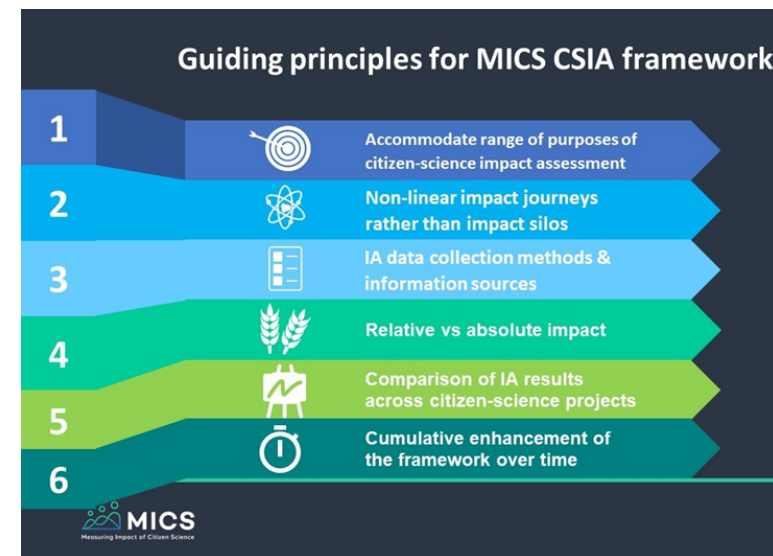 Guiding principles for MICS CSIA framework
1
Accommodate range of purposes of
citizen-science impact assessment
2
Non-linear impact journeys
rather than impact silos
3
IA data collection methods &
information sources
4
Relative vs absolute impact
5
Comparison of IA results
across citizen-science projects
6
Cumulative enhancement of
the framework over time
MICS
Measuring Impact of Citizen Science